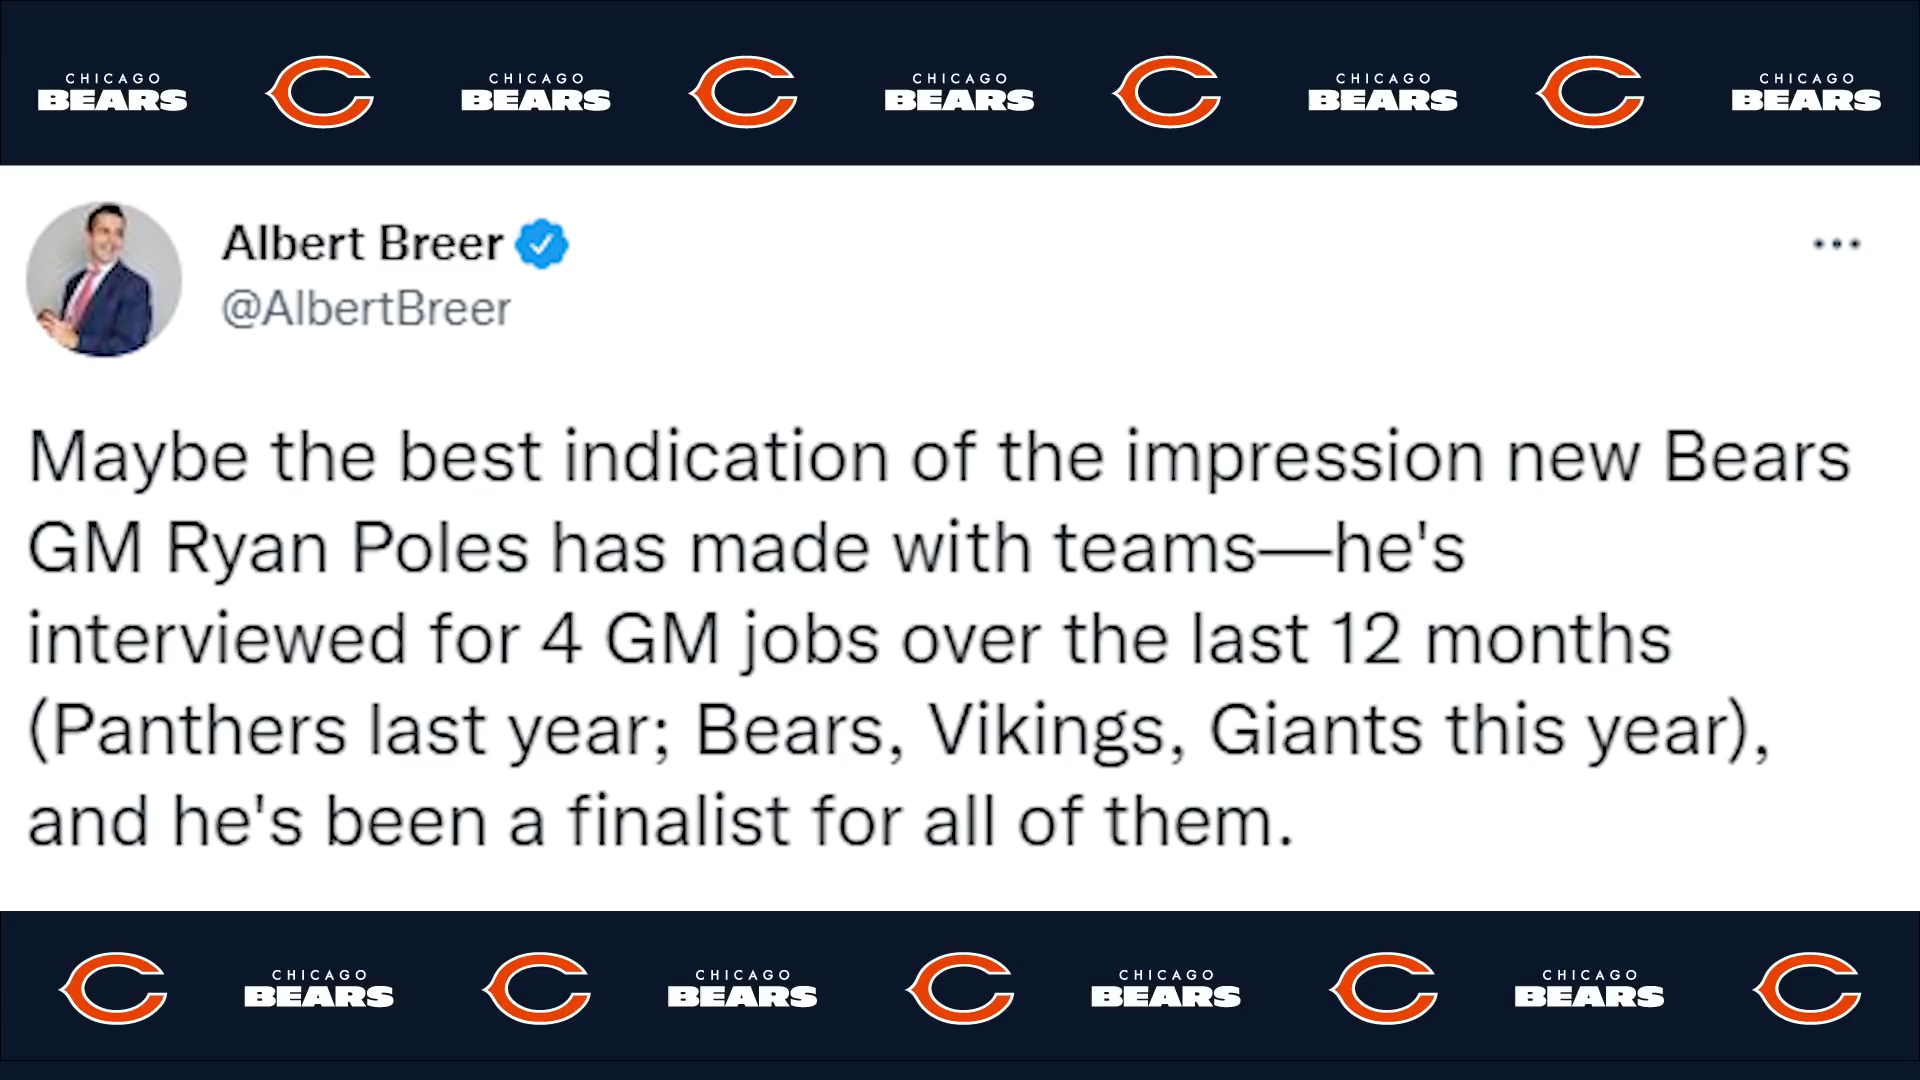 CHICAGO CHICAGO CHICAGO CHICAGO CHICAGO
BEARS BEARS BEARS BEARS BEARS
Albert Breer
@AlbertBreer
Maybe the best indication of the impression new Bears
GM Ryan Poles has made with teams—he's
interviewed for 4 GM jobs over the last 12 months
(Panthers last year; Bears, Vikings, Giants this year),
and he's been a finalist for all of them.
CHICAGO CHICAGO CHICAGO CHICAGO
BEARS BEARS BEARS BEARS